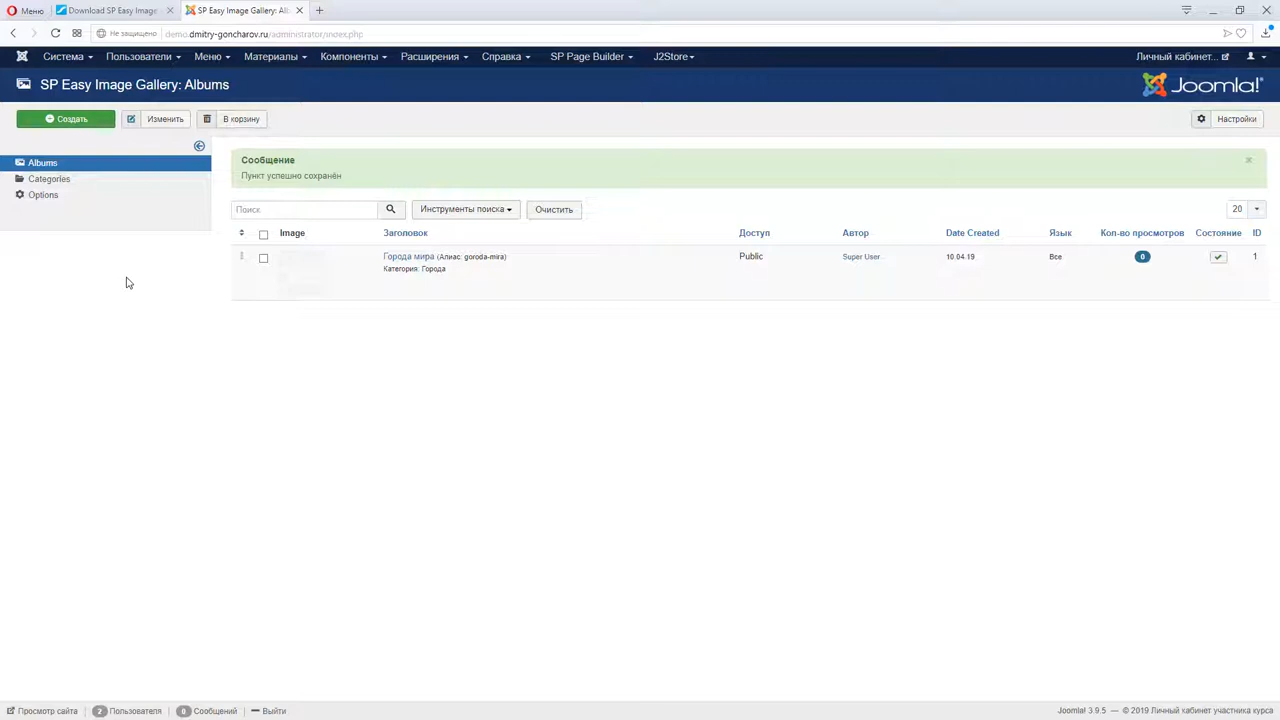 Меню
Download SP Easy Image
SP Easy Image Gallery: Alb
Не защищено
demo.dmitry-goncharov.ru/administrator/index.php
Система Пользователи Меню Материалы Компоненты Расширения Справка SP Page Builder J2Store Личный кабинет...
SP Easy Image Gallery: Albums
Joomla!
Создать Изменить В корзину Настройки
Albums
Categories
Options
Сообщение
Пункт успешно сохранён
Поиск Инструменты поиска Очистить 20
Image Заголовок Доступ Автор Date Created Язык Кол-во просмотров Состояние ID
Города мира (Алиас: goroda-mira) Public Super User 10.04.19 Все 0 1
Категория: Города
Просмотр сайта 2 Пользователя 0 Сообщений Выйти Joomla! 3.9.5 — © 2019 Личный кабинет участника курса